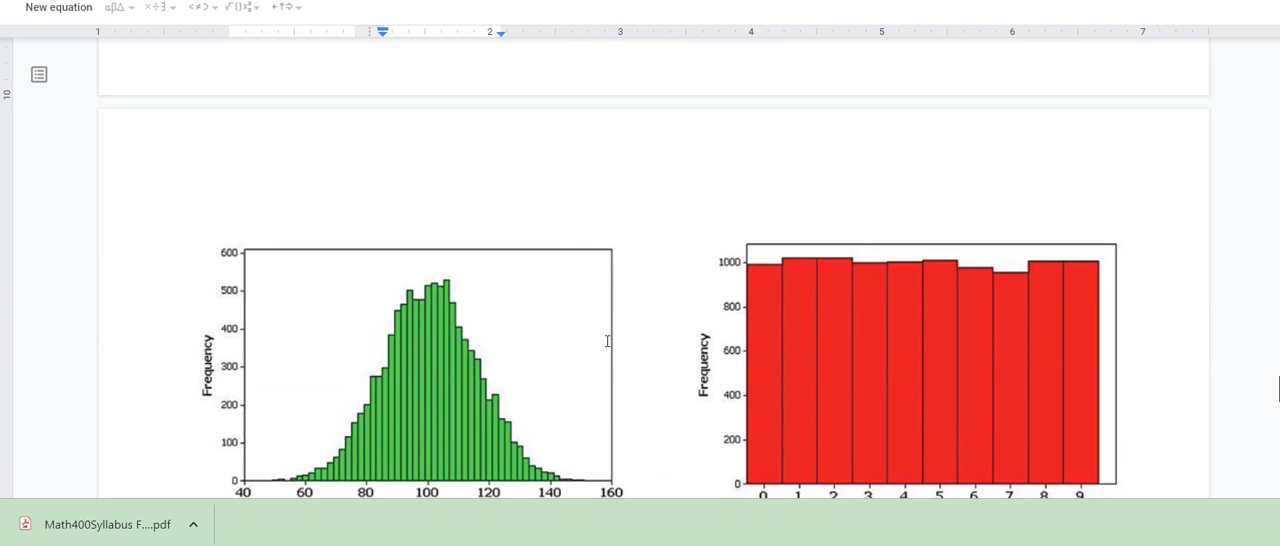 New equation αβΔ ×÷∃ <≠⊃ √()
1 2 3 4 5 6 7
10
600
500
400
300
200
100
0
Frequency
40 60 80 100 120 140 160
1000
800
600
400
200
0
Frequency
0 1 2 3 4 5 6 7 8 9
Math400Syllabus F....pdf